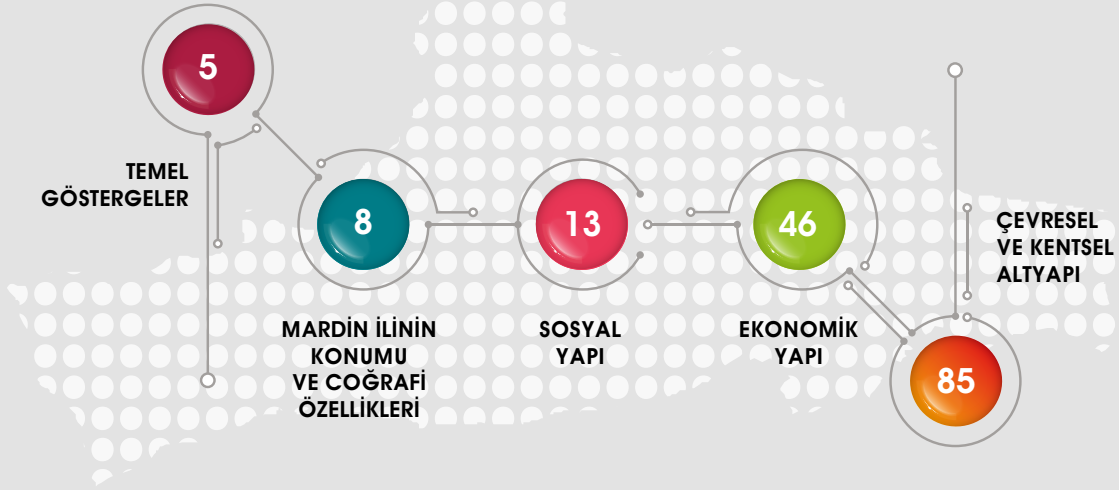 5
TEMEL
GÖSTERGELER
8
MARDİN İLİNİN
KONUMU
VE COĞRAFİ
ÖZELLİKLERİ
13
SOSYAL
YAPI
46
EKONOMİK
YAPI
85
ÇEVRESEL
VE KENTSEL
ALTYAPI